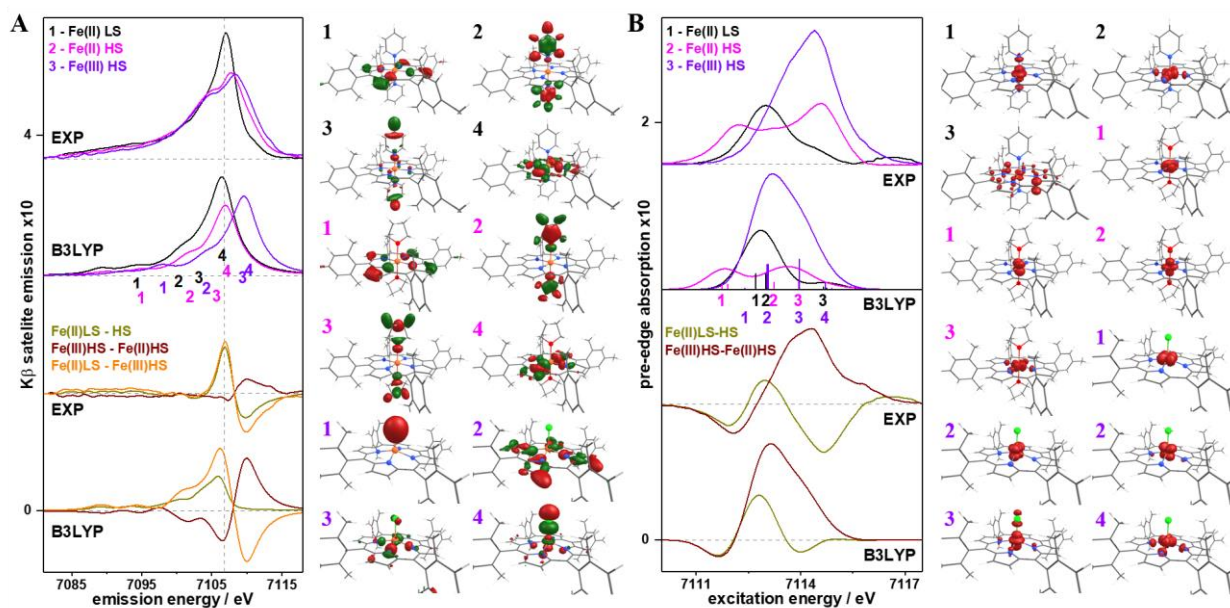 A
1 - Fe(II) LS
2 - Fe(II) HS
3 - Fe(III) HS
4
EXP
B3LYP
1 2 3 4 3 4
1 1 2 2 3 4
Fe(II)LS - HS
Fe(III)HS - Fe(II)HS
Fe(II)LS - Fe(III)HS
EXP
0
B3LYP
Kβ satellite emission x10
7085 7095 7105 7115
emission energy / eV
1 2
3 4
1 2
3 4
1 2
3 4
B
1 - Fe(II) LS
2 - Fe(II) HS
3 - Fe(III) HS
2
EXP
B3LYP
1 1 2 2 3 3
1 2 3 4
Fe(II)LS-HS
Fe(III)HS-Fe(II)HS
EXP
0
B3LYP
pre-edge absorption x10
7111 7114 7117
excitation energy / eV
1 2
3 1
1 2
3 1
2 2
3 4